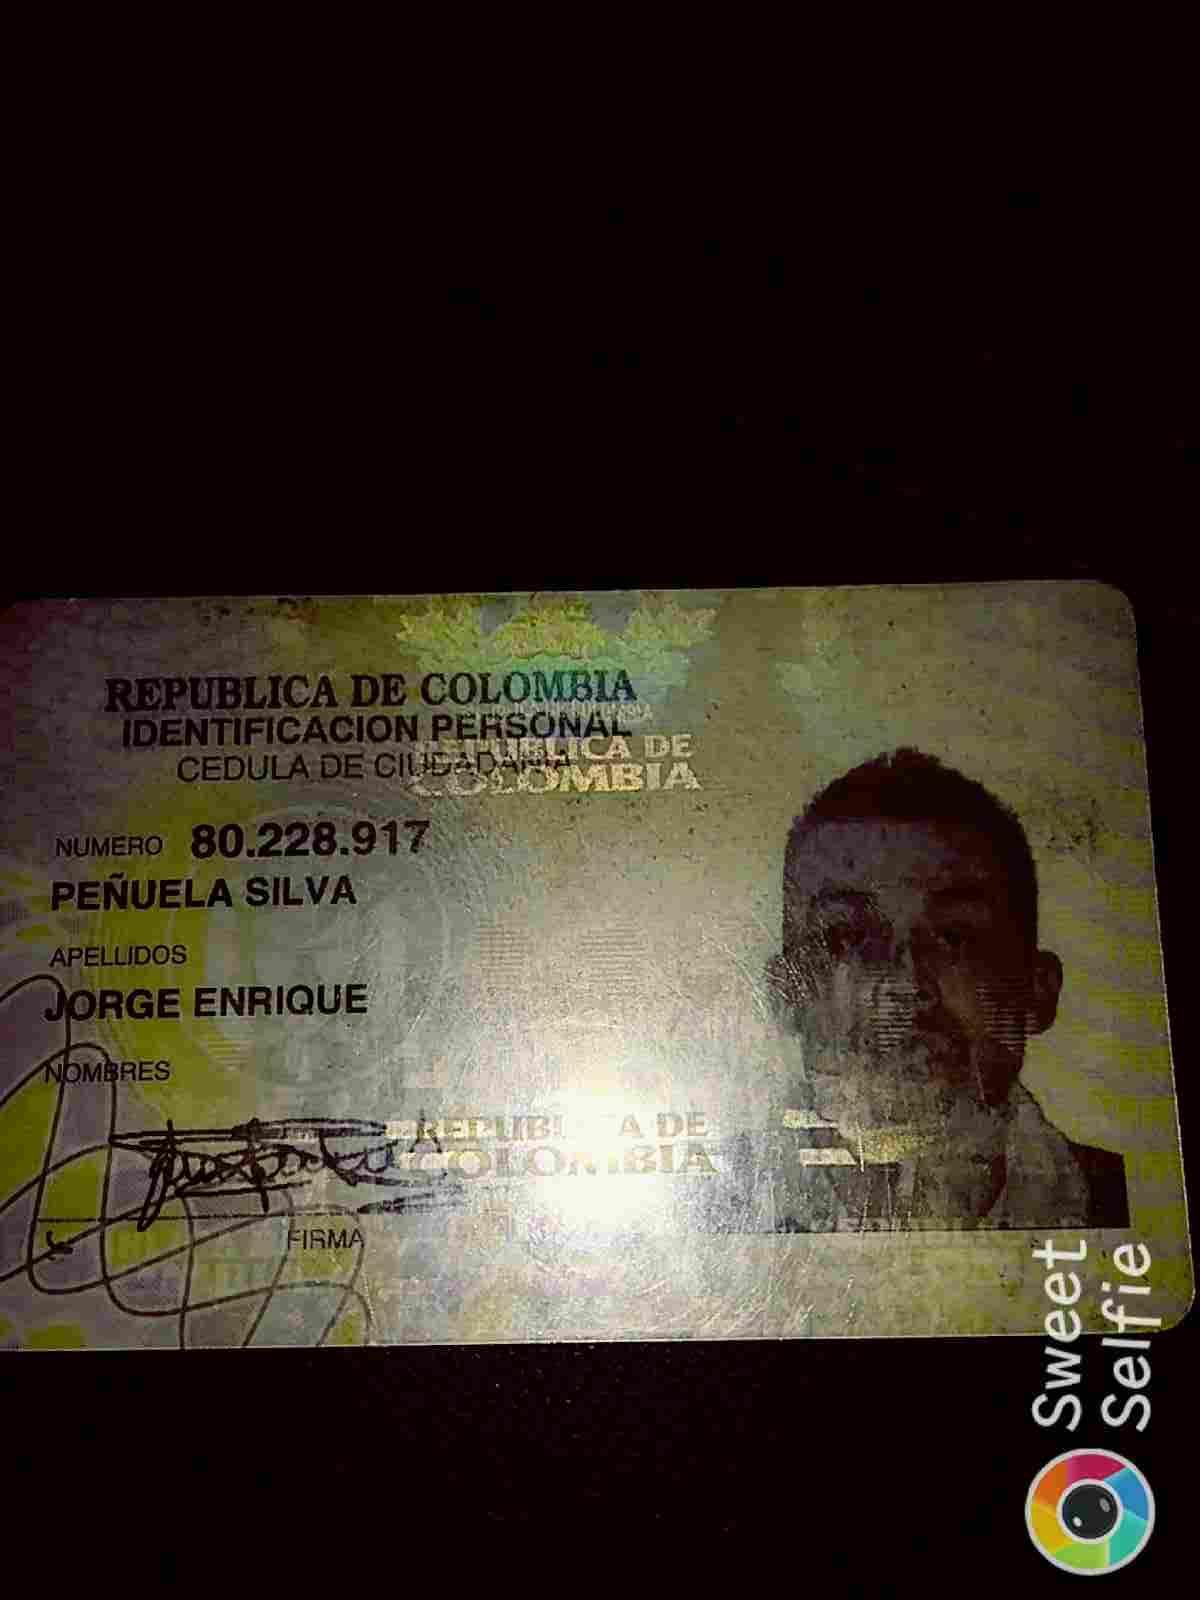 REPUBLICA DE COLOMBIA
IDENTIFICACION PERSONAL
CEDULA DE CIUDADANIA
REPUBLICA DE
COLOMBIA
NUMERO 80.228.917
PEÑUELA SILVA
APELLIDOS
JORGE ENRIQUE
NOMBRES
REPUBLICA DE
COLOMBIA
FIRMA
Sweet
Selfie